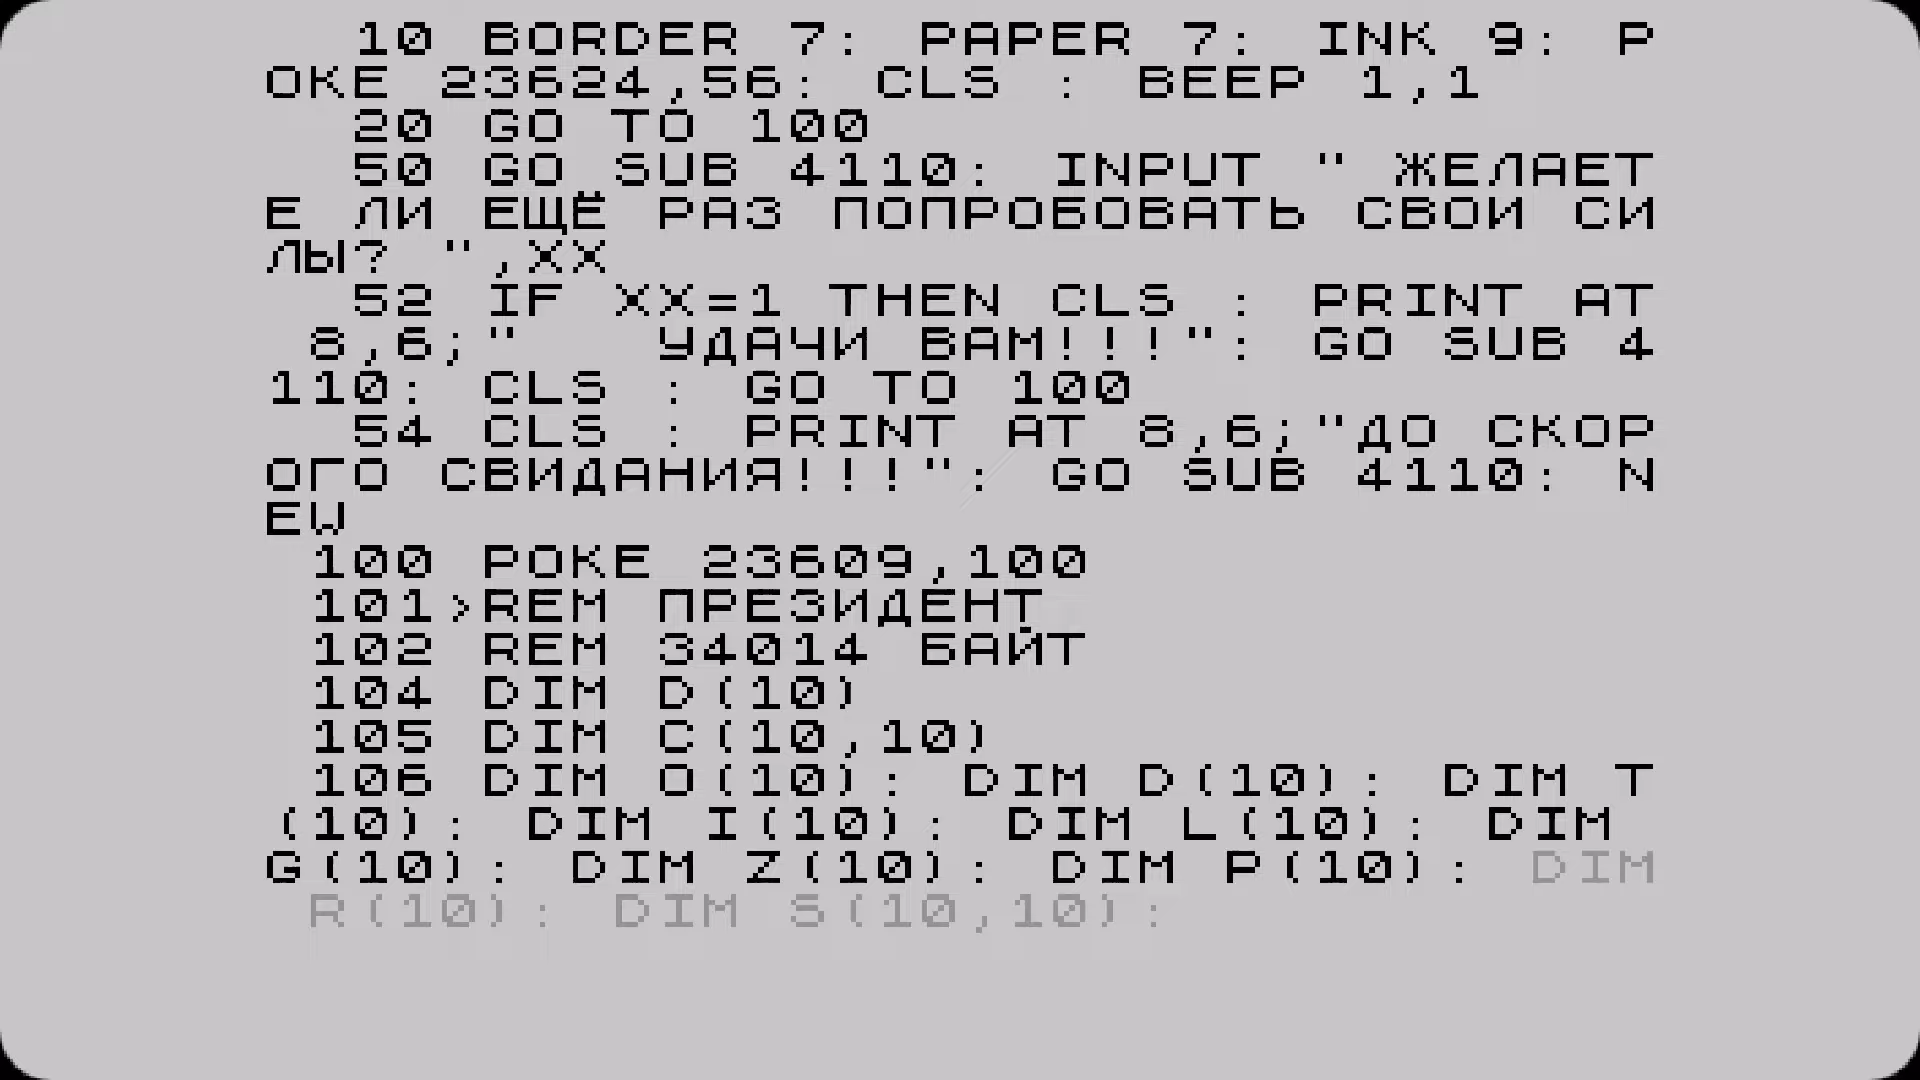 10 BORDER 7: PAPER 7: INK 9: P
OKE 23624,56: CLS : BEEP 1,1
20 GO TO 100
50 GO SUB 4110: INPUT " ЖЕЛАЕТ
Е ЛИ ЕЩЁ РАЗ ПОПРОБОВАТЬ СВОИ СИ
ЛЫ? ",XX
52 IF XX=1 THEN CLS : PRINT AT
8,6;"   УДАЧИ ВАМ!!!": GO SUB 4
110: CLS : GO TO 100
54 CLS : PRINT AT 8,6;"ДО СКОР
ОГО СВИДАНИЯ!!!": GO SUB 4110: N
EW
100 POKE 23609,100
101>REM ПРЕЗИДЕНТ
102 REM 34014 БАЙТ
104 DIM D(10)
105 DIM C(10,10)
106 DIM O(10): DIM D(10): DIM T
(10): DIM I(10): DIM L(10): DIM
G(10): DIM Z(10): DIM P(10): DIM
R(10): DIM S(10,10):